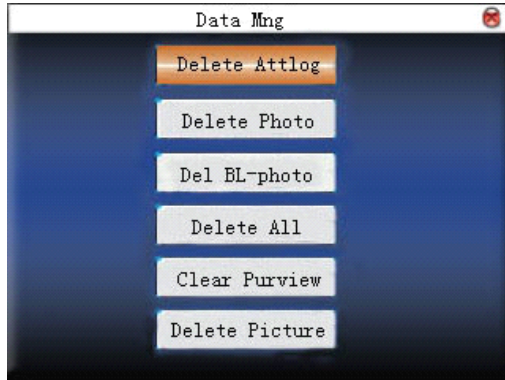 Data Mng
Delete Attlog
Delete Photo
Del BL-photo
Delete All
Clear Purview
Delete Picture